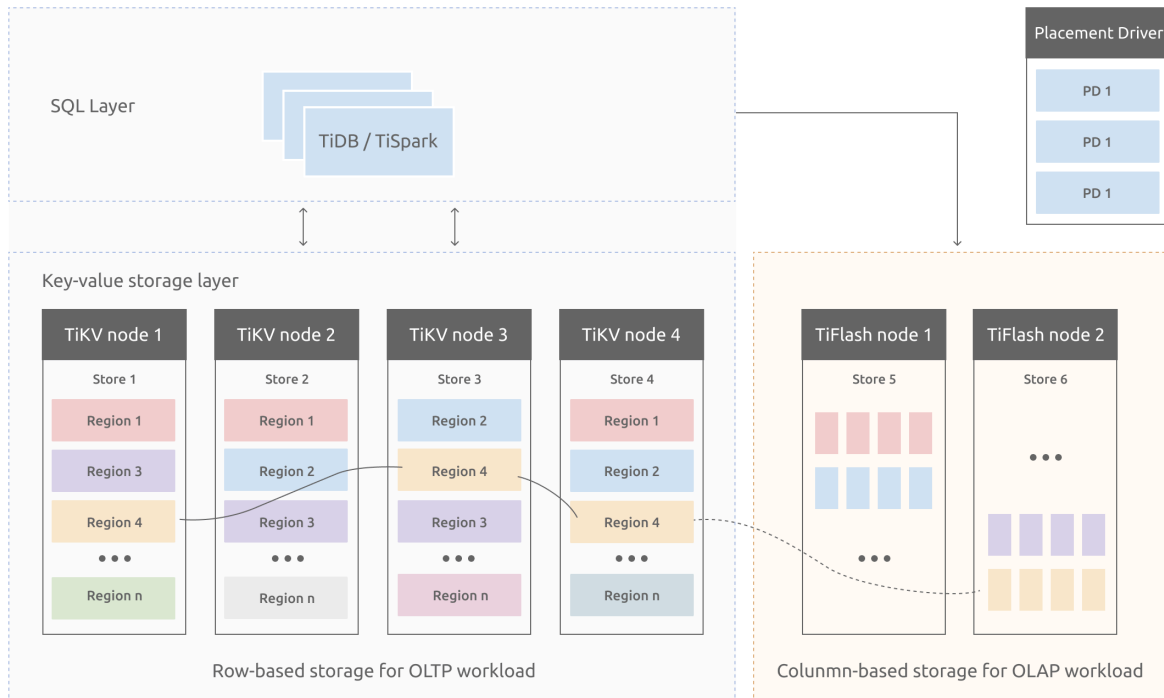 SQL Layer
TiDB / TiSpark
Placement Driver
PD 1
PD 1
PD 1
Key-value storage layer
TiKV node 1
Store 1
Region 1
Region 3
Region 4
Region n
TiKV node 2
Store 2
Region 1
Region 2
Region 3
Region n
TiKV node 3
Store 3
Region 2
Region 4
Region 3
Region n
TiKV node 4
Store 4
Region 1
Region 2
Region 4
Region n
Row-based storage for OLTP workload
TiFlash node 1
Store 5
TiFlash node 2
Store 6
Colunmn-based storage for OLAP workload